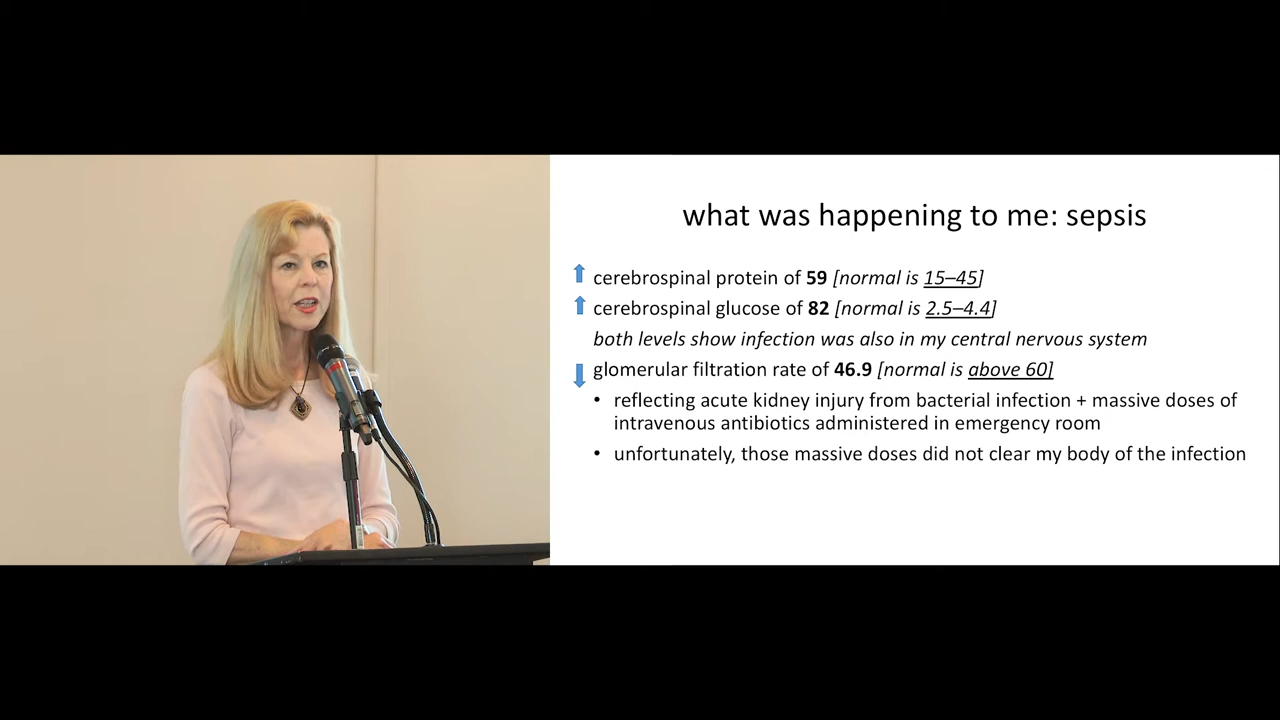 what was happening to me: sepsis
cerebrospinal protein of 59 [normal is 15–45]
cerebrospinal glucose of 82 [normal is 2.5–4.4]
both levels show infection was also in my central nervous system
glomerular filtration rate of 46.9 [normal is above 60]
• reflecting acute kidney injury from bacterial infection + massive doses of
intravenous antibiotics administered in emergency room
• unfortunately, those massive doses did not clear my body of the infection